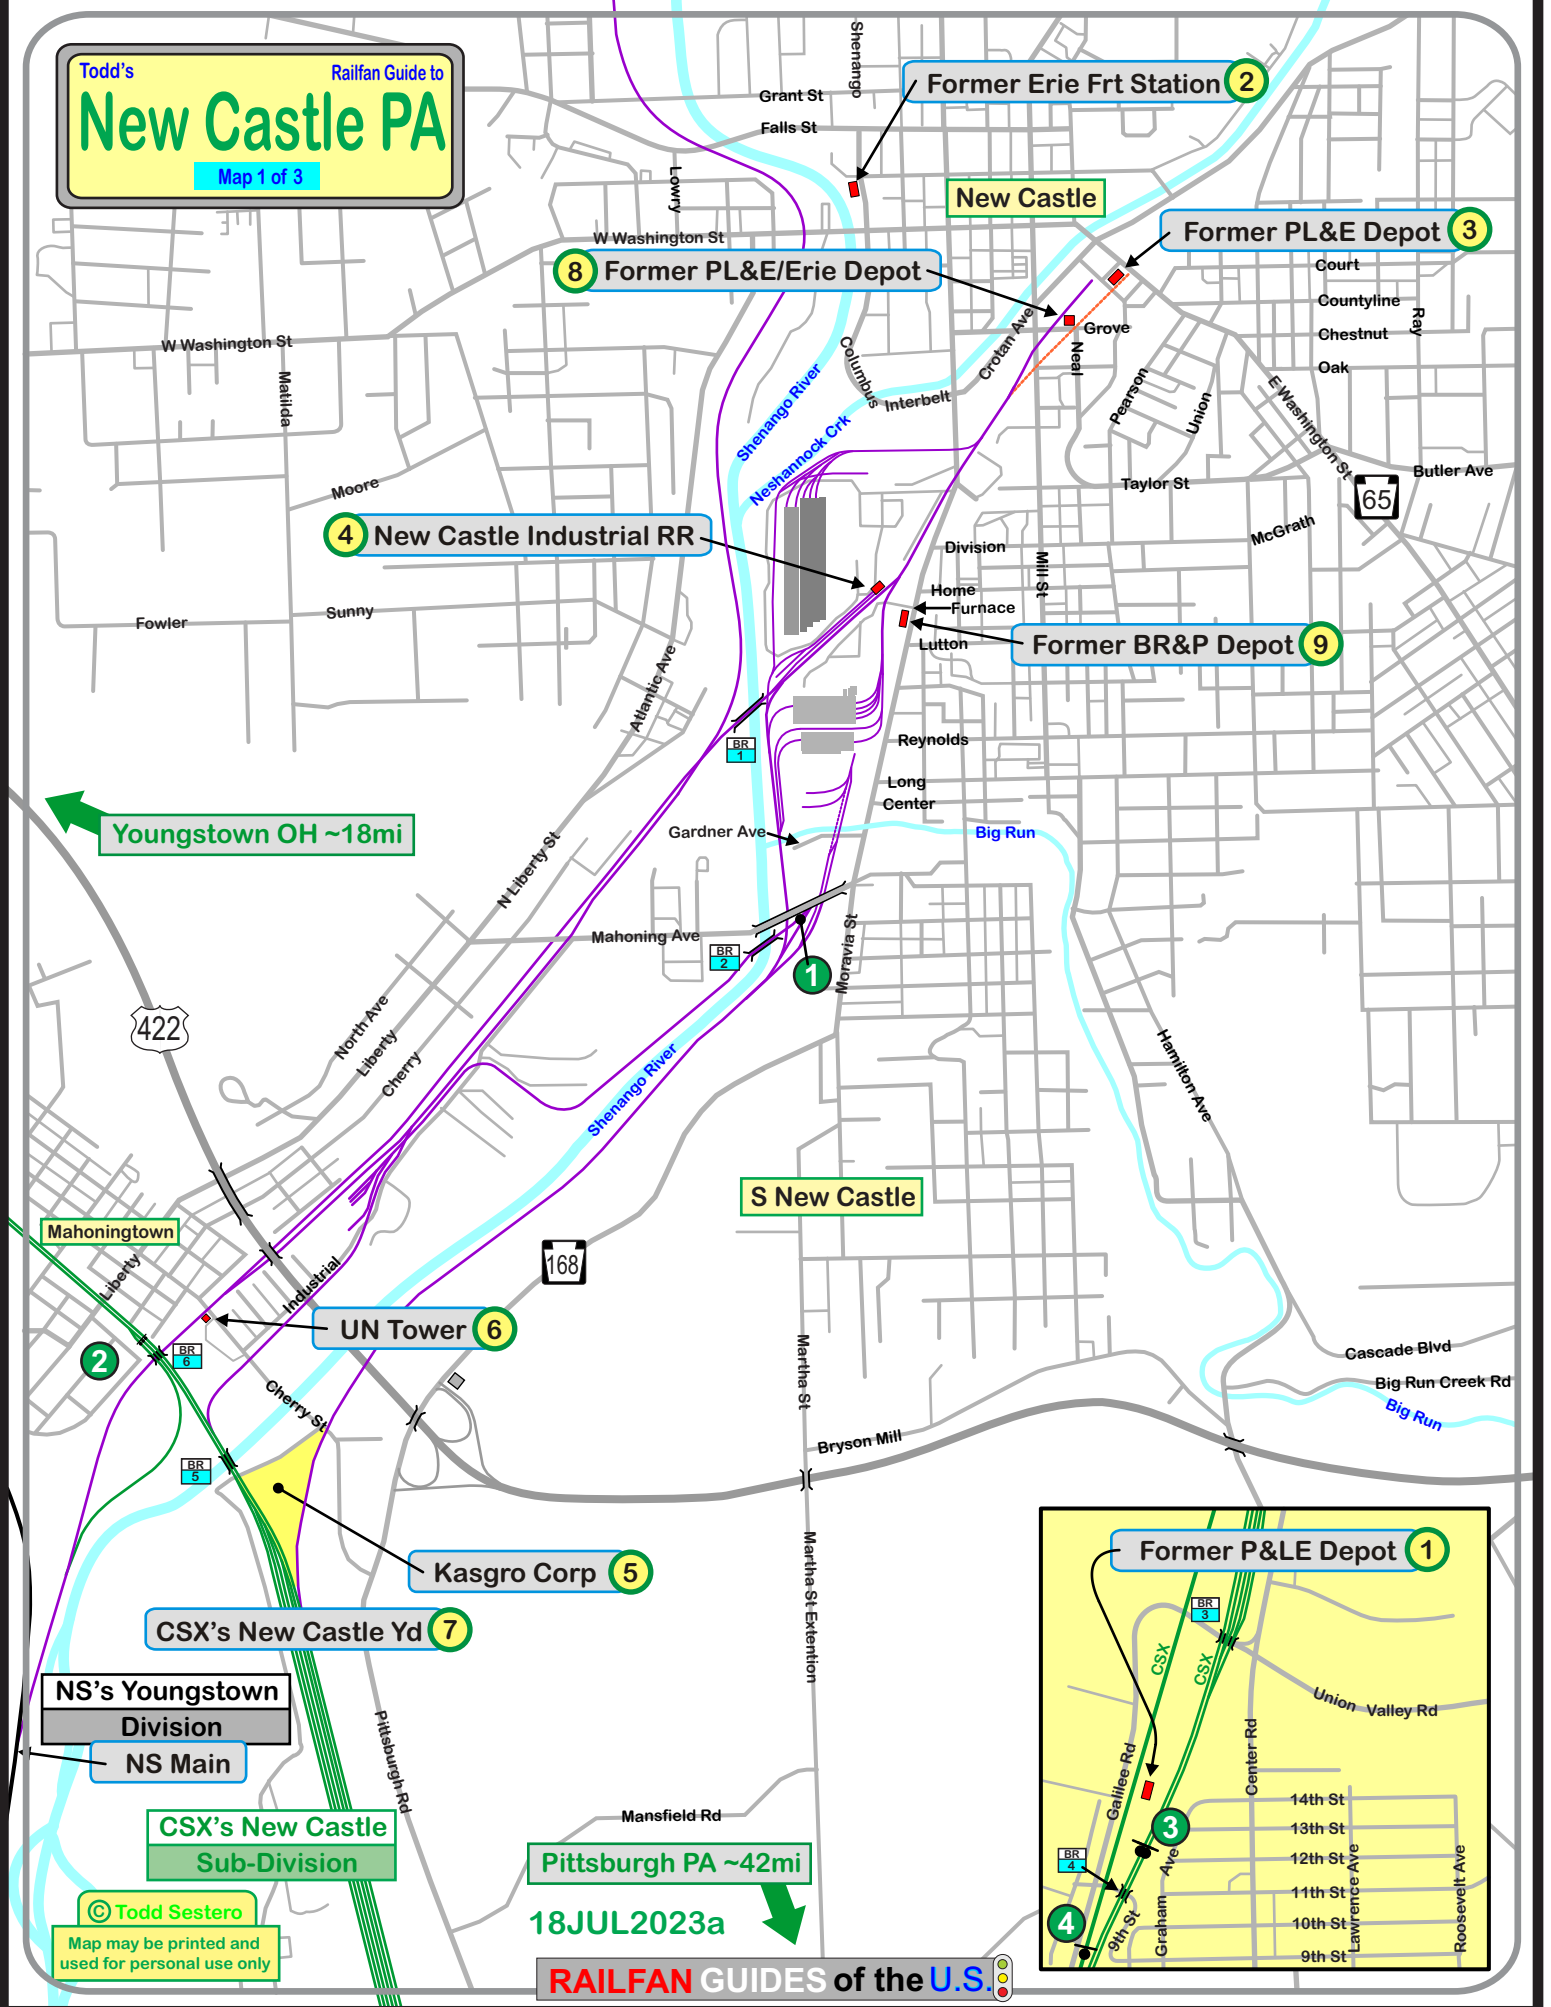 Todd's
Railfan Guide to
New Castle PA
Map 1 of 3
Shenango
Grant St
Falls St
Former Erie Frt Station 2
Lowry
New Castle
W Washington St
Former PL&E Depot 3
8 Former PL&E/Erie Depot
Court
Countyline
Ray
Chestnut
Oak
Grove
Neal
Crotan Ave
W Washington St
Matilda
Columbus
Interbelt
Pearson
Union
E Washington St
Shenango River
Neshannock Crk
Butler Ave
65
Taylor St
Moore
McGrath
4 New Castle Industrial RR
Division
Mill St
Home
Furnace
Sunny
Fowler
Lutton
Former BR&P Depot 9
Atlantic Ave
BR
1
Reynolds
Long
Center
Youngstown OH ~18mi
Gardner Ave
Big Run
N Liberty St
Mahoning Ave
BR
2
1
Moravia St
422
North Ave
Liberty
Cherry
Shenango River
Hamilton Ave
S New Castle
Mahoningtown
Liberty
Industrial
168
UN Tower 6
2
BR
6
Martha St
Cascade Blvd
Big Run Creek Rd
Big Run
Cherry St
Bryson Mill
BR
5
Kasgro Corp 5
CSX's New Castle Yd 7
Martha St Extention
NS's Youngstown
Division
NS Main
Pittsburgh Rd
CSX's New Castle
Sub-Division
Mansfield Rd
Pittsburgh PA ~42mi
18JUL2023a
© Todd Sestero
Map may be printed and
used for personal use only
Former P&LE Depot 1
BR
3
CSX
CSX
Union Valley Rd
Galilee Rd
Center Rd
14th St
13th St
12th St
11th St
10th St
9th St
3
BR
4
4
9th St
Graham Ave
Lawrence Ave
Roosevelt Ave
RAILFAN GUIDES of the U.S.